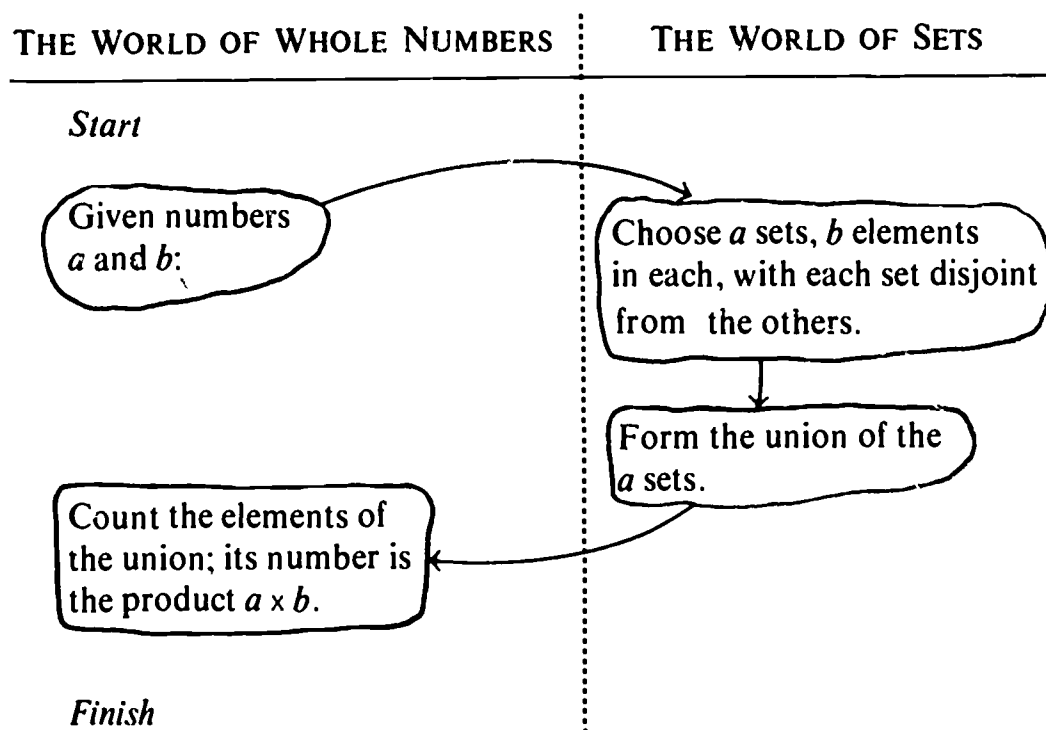 THE WORLD OF WHOLE NUMBERS
THE WORLD OF SETS
Start
Given numbers
a and b:
Choose a sets, b elements
in each, with each set disjoint
from the others.
Form the union of the
a sets.
Count the elements of
the union; its number is
the product a x b.
Finish